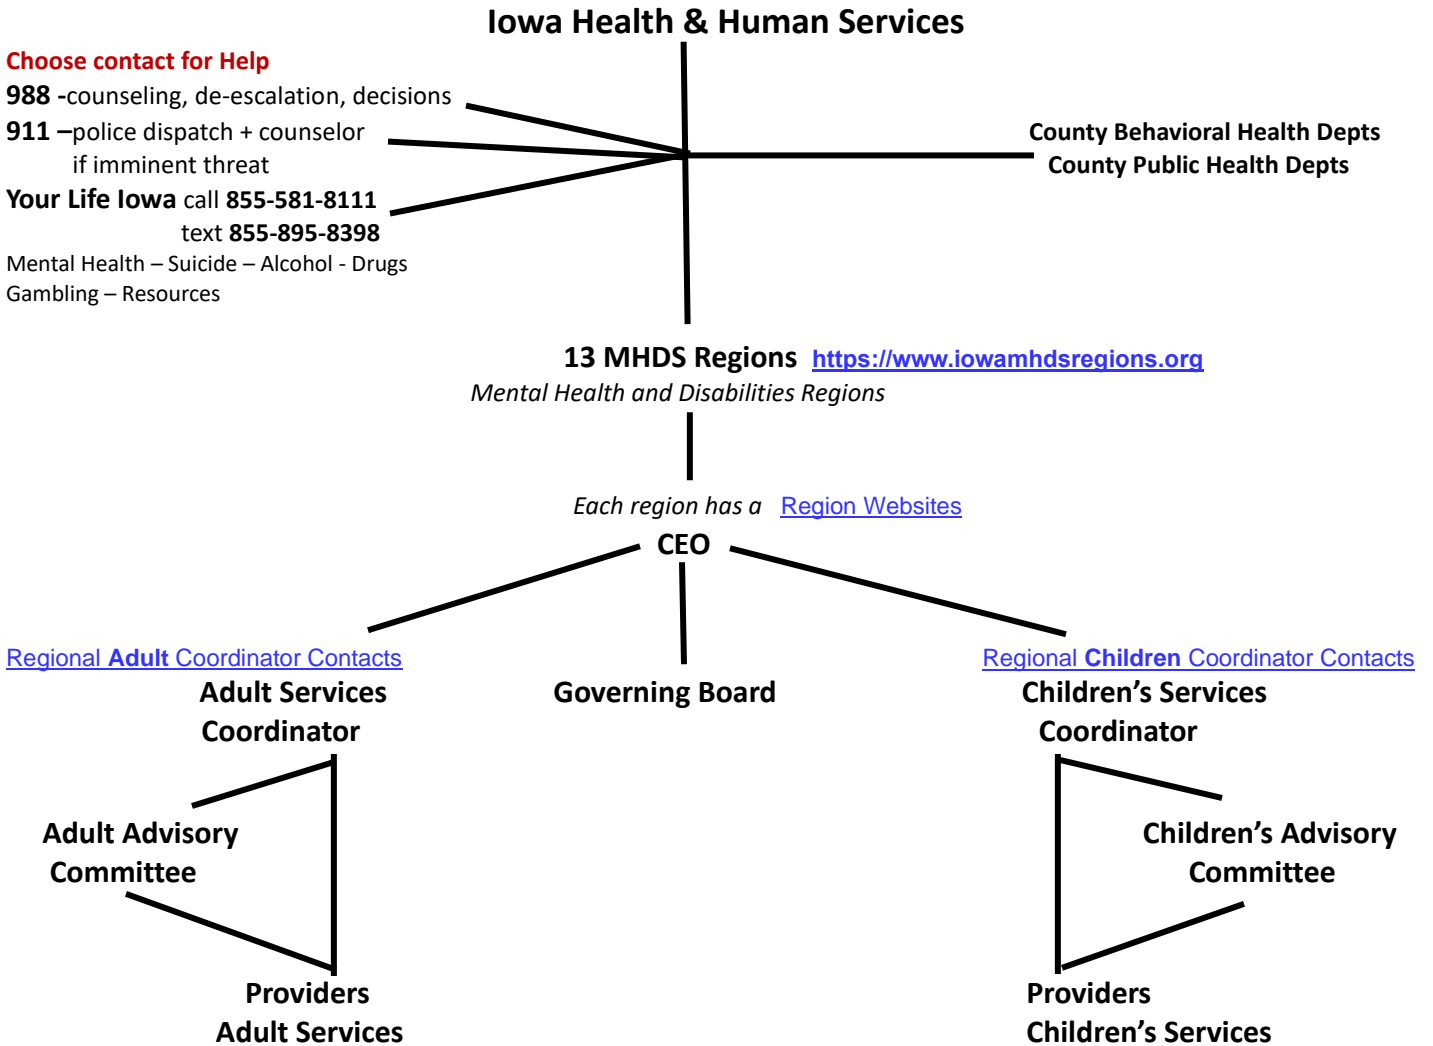 Iowa Health & Human Services
Choose contact for Help
988 -counseling, de-escalation, decisions
911 –police dispatch + counselor
if imminent threat
Your Life Iowa call 855-581-8111
text 855-895-8398
Mental Health – Suicide – Alcohol - Drugs
Gambling – Resources
County Behavioral Health Depts
County Public Health Depts
13 MHDS Regions https://www.iowamhdsregions.org
Mental Health and Disabilities Regions
Each region has a Region Websites
CEO
Regional Adult Coordinator Contacts
Adult Services
Coordinator
Governing Board
Regional Children Coordinator Contacts
Children’s Services
Coordinator
Adult Advisory
Committee
Children’s Advisory
Committee
Providers
Adult Services
Providers
Children’s Services